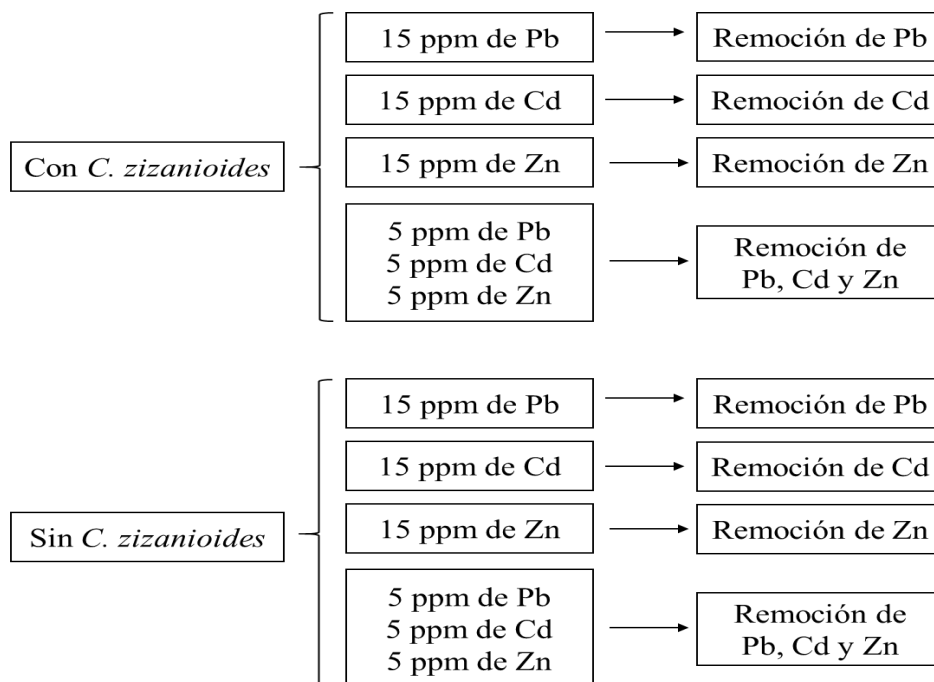 15 ppm de Pb
Remoción de Pb
15 ppm de Cd
Remoción de Cd
Con C. zizanioides
15 ppm de Zn
Remoción de Zn
5 ppm de Pb
5 ppm de Cd
5 ppm de Zn
Remoción de
Pb, Cd y Zn
15 ppm de Pb
Remoción de Pb
15 ppm de Cd
Remoción de Cd
Sin C. zizanioides
15 ppm de Zn
Remoción de Zn
5 ppm de Pb
5 ppm de Cd
5 ppm de Zn
Remoción de
Pb, Cd y Zn